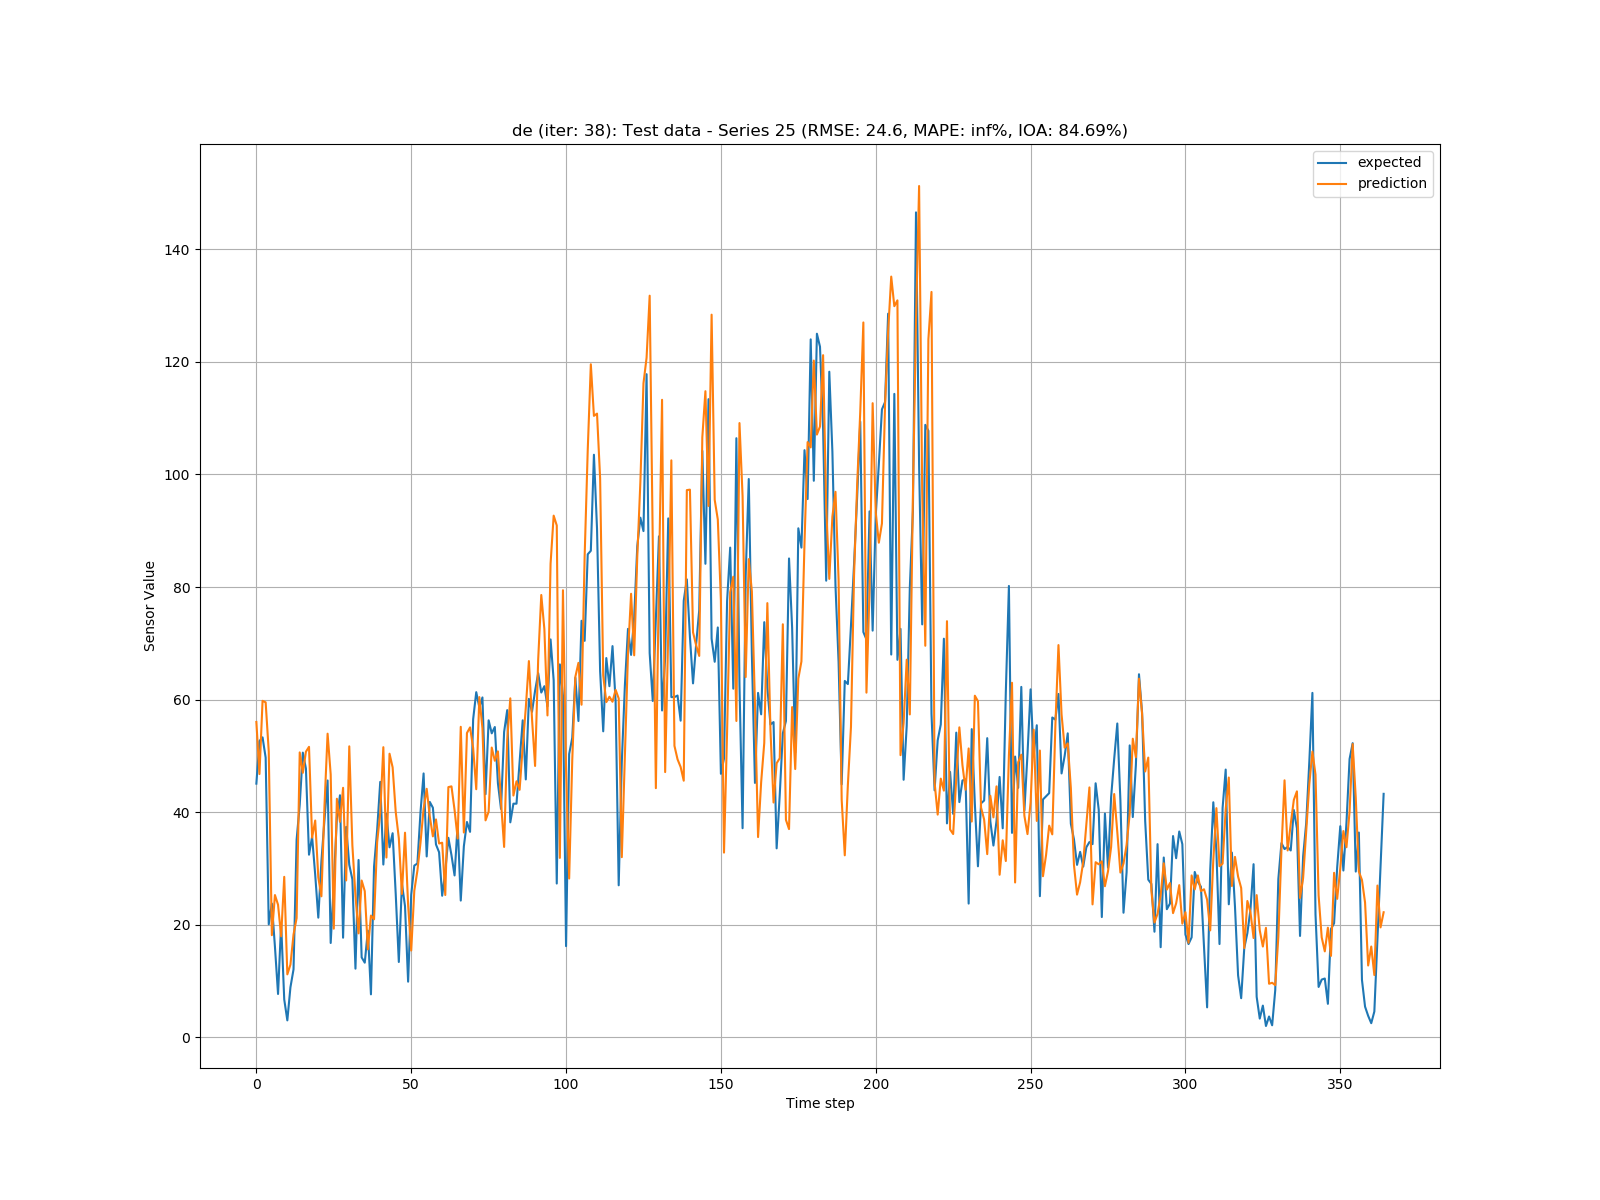 de (iter: 38): Test data - Series 25 (RMSE: 24.6, MAPE: inf%, IOA: 84.69%)
expected
prediction
140
120
100
80
60
40
20
0
Sensor Value
0 50 100 150 200 250 300 350
Time step